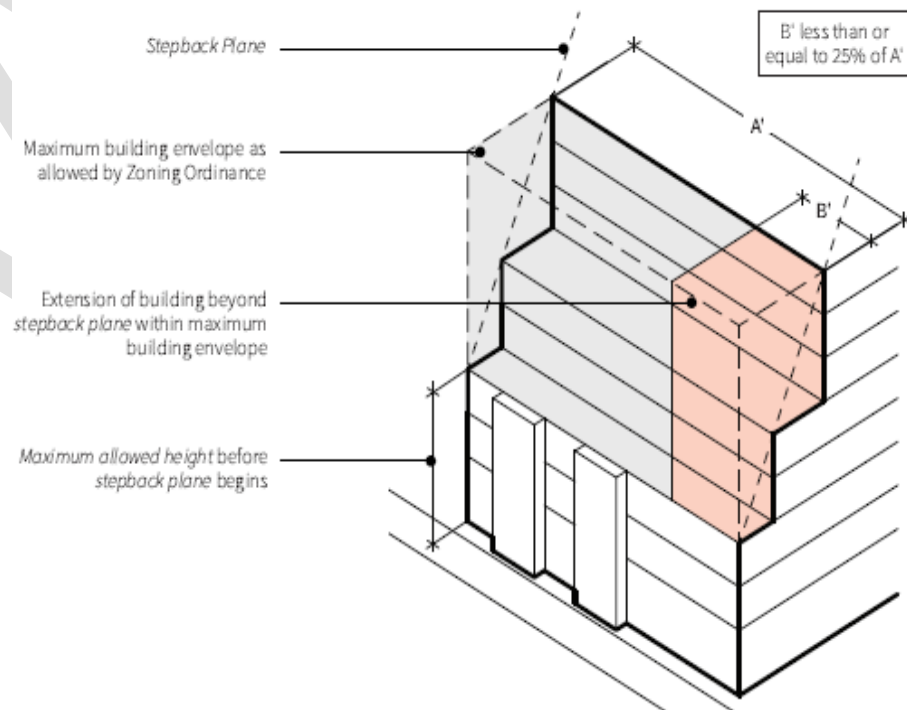 Stepback Plane
B' less than or
equal to 25% of A'
A'
Maximum building envelope as
allowed by Zoning Ordinance
B'
Extension of building beyond
stepback plane within maximum
building envelope
Maximum allowed height before
stepback plane begins